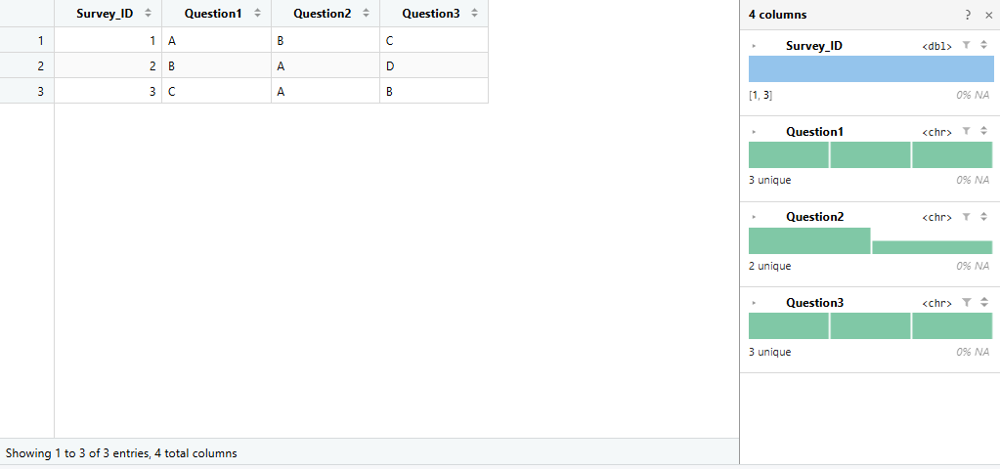 Survey_ID Question1 Question2 Question3
1 1 A B C
2 2 B A D
3 3 C A B
Showing 1 to 3 of 3 entries, 4 total columns
4 columns ? ×
Survey_ID <dbl>
[1, 3] 0% NA
Question1 <chr>
3 unique 0% NA
Question2 <chr>
2 unique 0% NA
Question3 <chr>
3 unique 0% NA